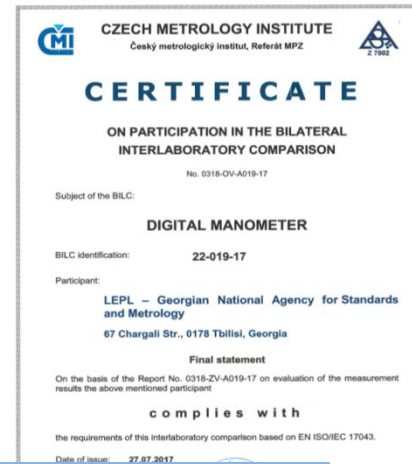 CMI
CZECH METROLOGY INSTITUTE
Český metrologický institut, Referát MPZ
Z 7002
CERTIFICATE
ON PARTICIPATION IN THE BILATERAL
INTERLABORATORY COMPARISON
No. 0318-OV-A019-17
Subject of the BILC:
DIGITAL MANOMETER
BILC identification: 22-019-17
Participant:
LEPL – Georgian National Agency for Standards
and Metrology
67 Chargali Str., 0178 Tbilisi, Georgia
Final statement
On the basis of the Report No. 0318-ZV-A019-17 on evaluation of the measurement
results the above mentioned participant
complies with
the requirements of this interlaboratory comparison based on EN ISO/IEC 17043.
Date of issue: 27.07.2017